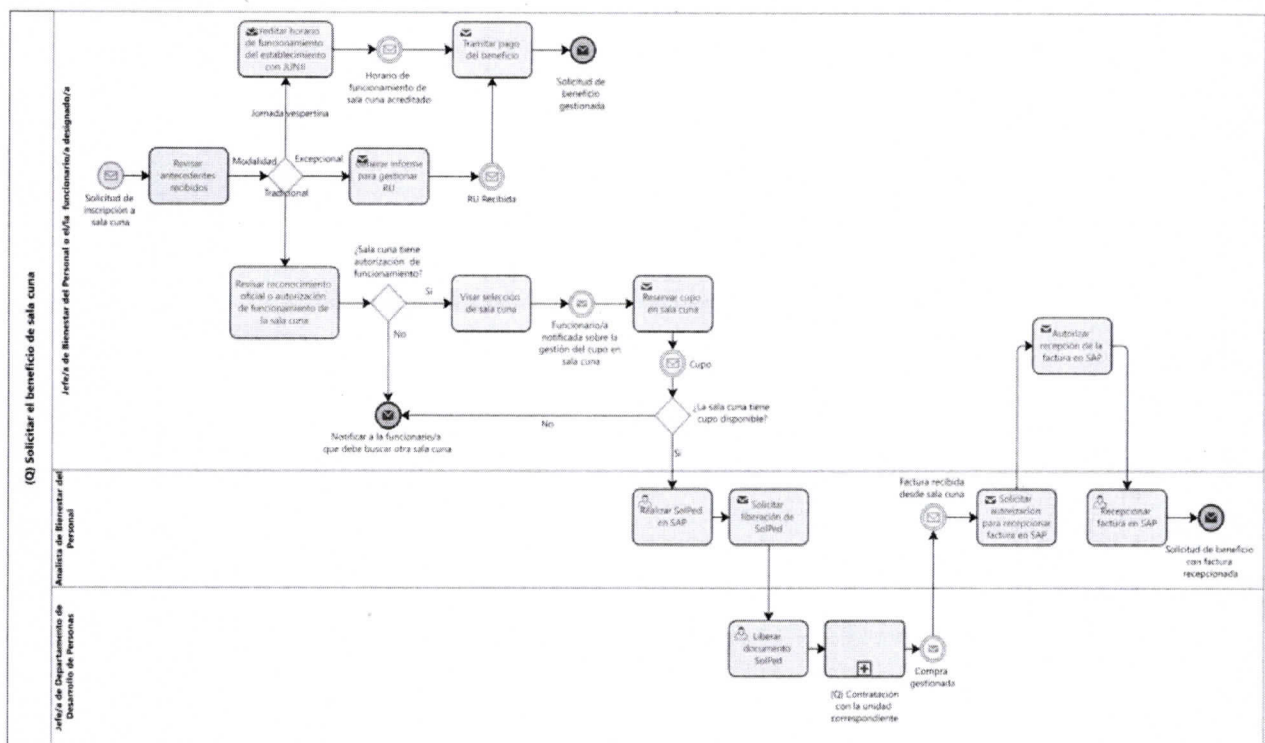 (Q) Solicitar el beneficio de sala cuna
Jefe/a de Bienestar del Personal o el/la funcionario/a designado/a
Solicitud de
inscripción a
sala cuna
Revisar
antecedentes
recibidos
Modalidad
Jornada vespertina
Excepcional
Tradicional
horario
de funcionamiento
del establecimiento
con JUNJI
Horario de
funcionamiento de
sala cuna acreditado
Tramitar pago
del beneficio
Solicitud de
beneficio
gestionada
informe
para gestionar
RU
RU Recibida
Revisar reconocimiento
oficial o autorización
de funcionamiento de
la sala cuna
¿Sala cuna tiene
autorización de
funcionamiento?
Si
No
Visar selección
de sala cuna
Funcionario/a
notificada sobre la
gestión del cupo en
sala cuna
Reservar cupo
en sala cuna
Cupo
¿La sala cuna tiene
cupo disponible?
No
Si
Notificar a la funcionario/a
que debe buscar otra sala cuna
Autorizar
recepción de la
factura en SAP
Analista de Bienestar del
Personal
Realizar SolPed
en SAP
Solicitar
liberación de
SolPed
Factura recibida
desde sala cuna
Solicitar
autorización
para recepcionar
factura en SAP
Recepcionar
factura en SAP
Solicitud de beneficio
con factura
recepcionada
Jefe/a de Departamento de
Desarrollo de Personas
Liberar
documento
SolPed
(Q) Contratación
con la unidad
correspondiente
Compra
gestionada